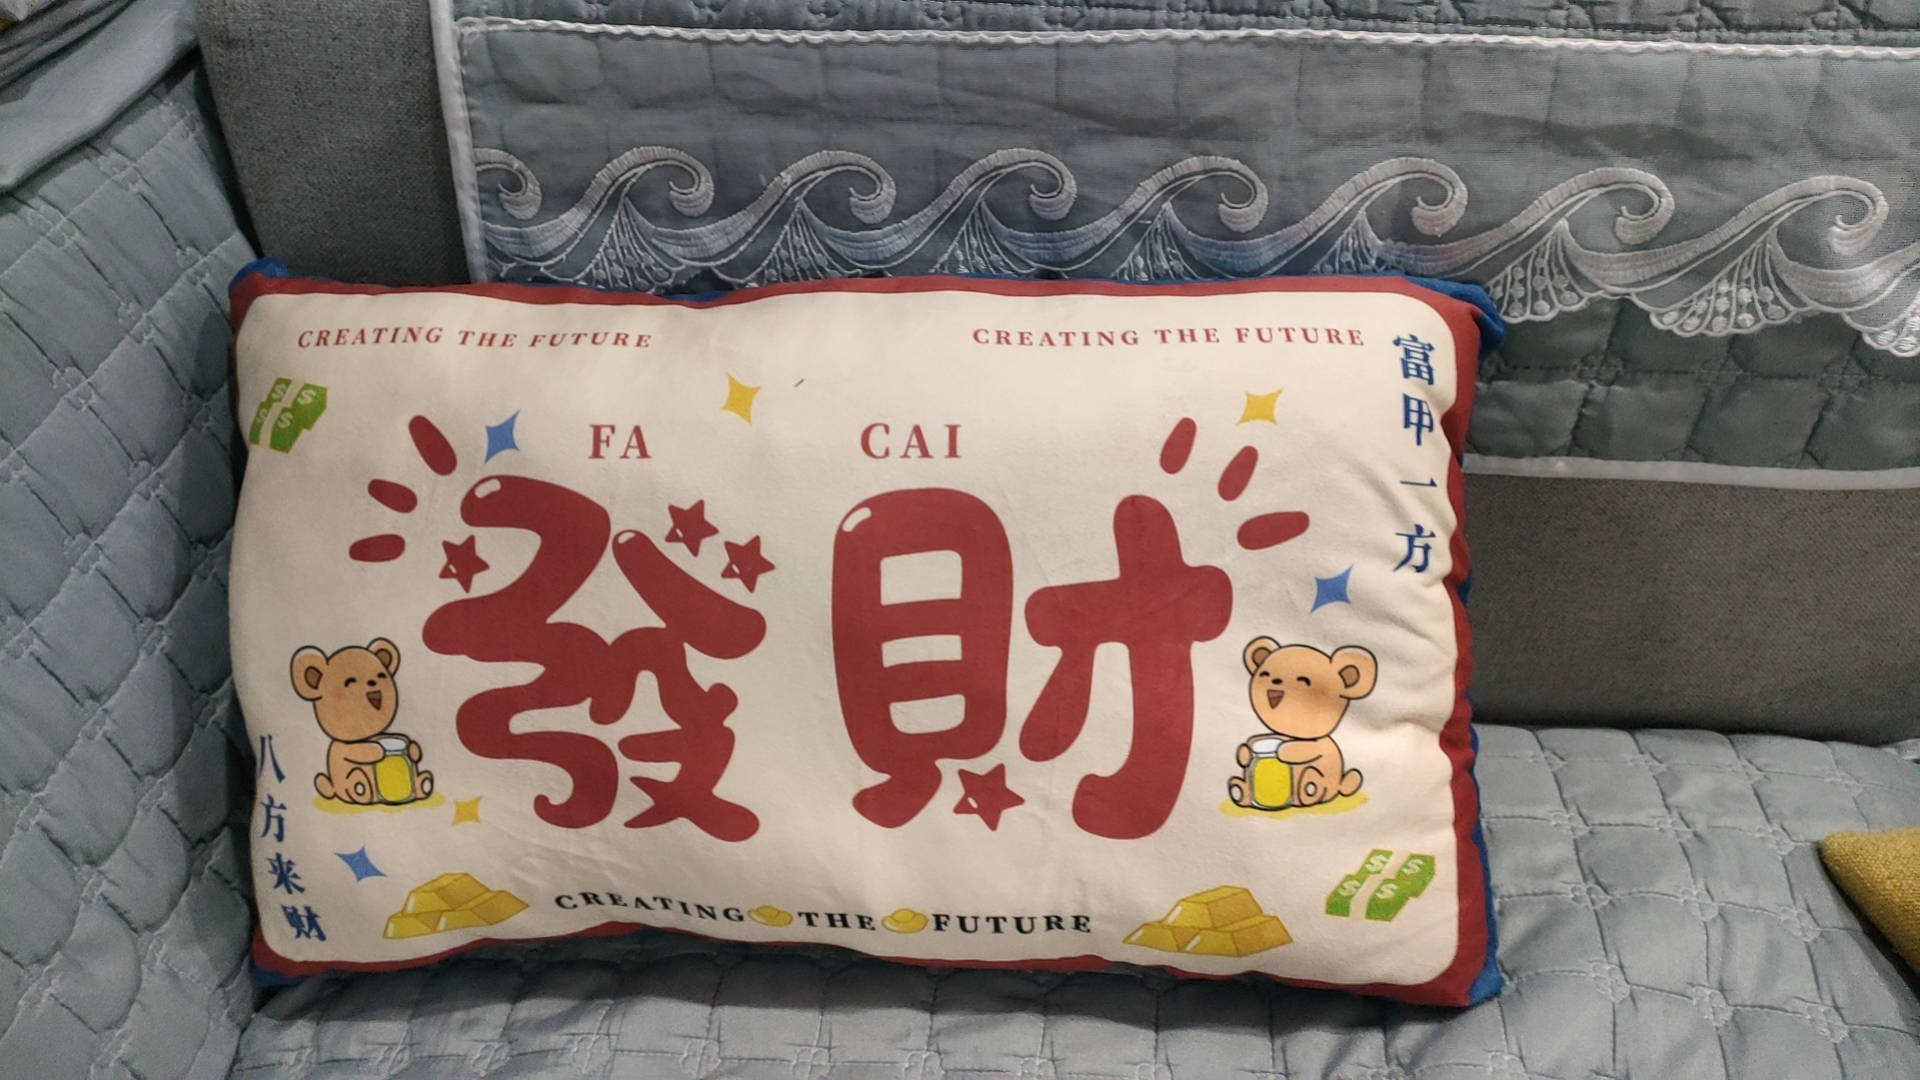 CREATING THE FUTURE
CREATING THE FUTURE
富甲一方
FA CAI
發財
八方来财
CREATING THE FUTURE